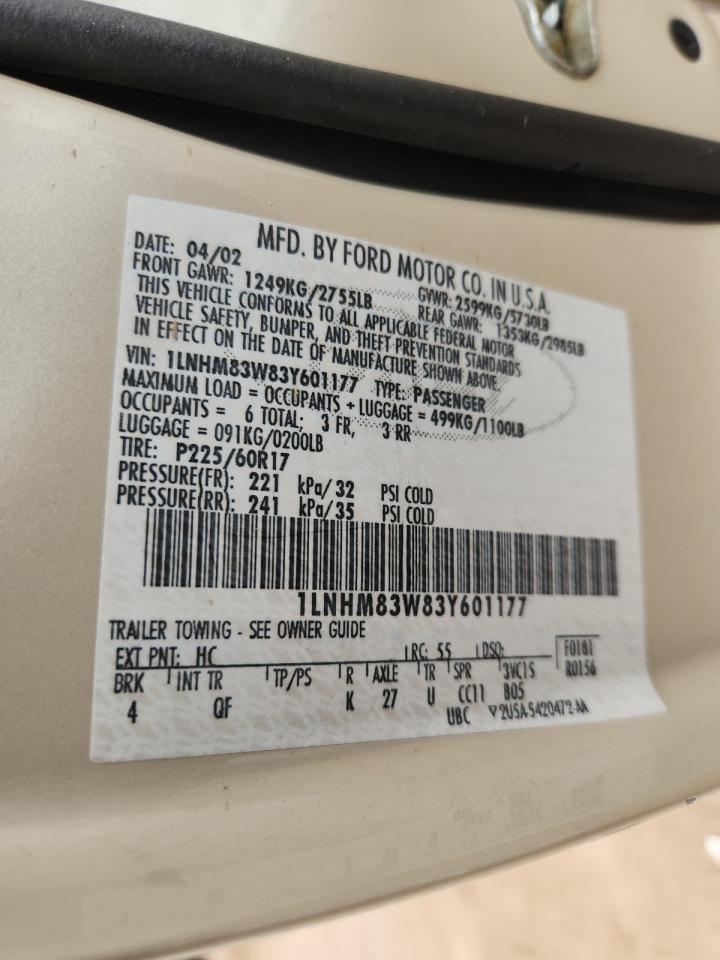 MFD. BY FORD MOTOR CO. IN U.S.A.
DATE: 04/02 GVWR: 2599KG/5730LB
FRONT GAWR: 1249KG/2755LB REAR GAWR: 1353KG/2985LB
THIS VEHICLE CONFORMS TO ALL APPLICABLE FEDERAL MOTOR
VEHICLE SAFETY, BUMPER, AND THEFT PREVENTION STANDARDS
IN EFFECT ON THE DATE OF MANUFACTURE SHOWN ABOVE.
VIN: 1LNHM83W83Y601177 TYPE: PASSENGER
MAXIMUM LOAD = OCCUPANTS + LUGGAGE = 499KG/1100LB
OCCUPANTS = 6 TOTAL; 3 FR, 3 RR
LUGGAGE = 091KG/0200LB
TIRE: P225/60R17
PRESSURE(FR): 221 kPa/ 32 PSI COLD
PRESSURE(RR): 241 kPa/ 35 PSI COLD
1LNHM83W83Y601177
TRAILER TOWING - SEE OWNER GUIDE
EXT PNT: HC RC: 55 DSO: F0181
BRK INT TR TP/PS R AXLE TR SPR 3VC15 R0156
4 QF K 27 U CC11 B05
UBC ▽2U5A-5420472-AA